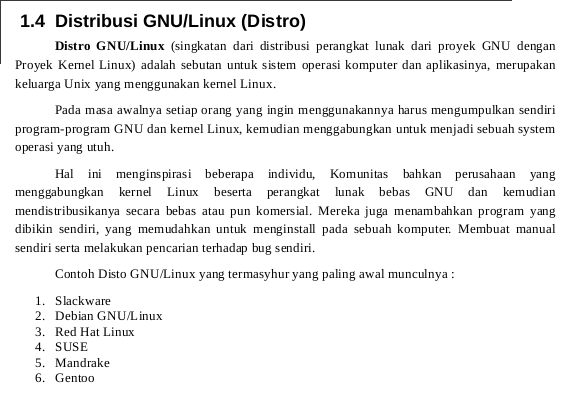 1.4 Distribusi GNU/Linux (Distro)
Distro GNU/Linux (singkatan dari distribusi perangkat lunak dari proyek GNU dengan
Proyek Kernel Linux) adalah sebutan untuk sistem operasi komputer dan aplikasinya, merupakan
keluarga Unix yang menggunakan kernel Linux.
Pada masa awalnya setiap orang yang ingin menggunakannya harus mengumpulkan sendiri
program-program GNU dan kernel Linux, kemudian menggabungkan untuk menjadi sebuah system
operasi yang utuh.
Hal ini menginspirasi beberapa individu, Komunitas bahkan perusahaan yang
menggabungkan kernel Linux beserta perangkat lunak bebas GNU dan kemudian
mendistribusikanya secara bebas atau pun komersial. Mereka juga menambahkan program yang
dibikin sendiri, yang memudahkan untuk menginstall pada sebuah komputer. Membuat manual
sendiri serta melakukan pencarian terhadap bug sendiri.
Contoh Disto GNU/Linux yang termasyhur yang paling awal munculnya :
1. Slackware
2. Debian GNU/Linux
3. Red Hat Linux
4. SUSE
5. Mandrake
6. Gentoo